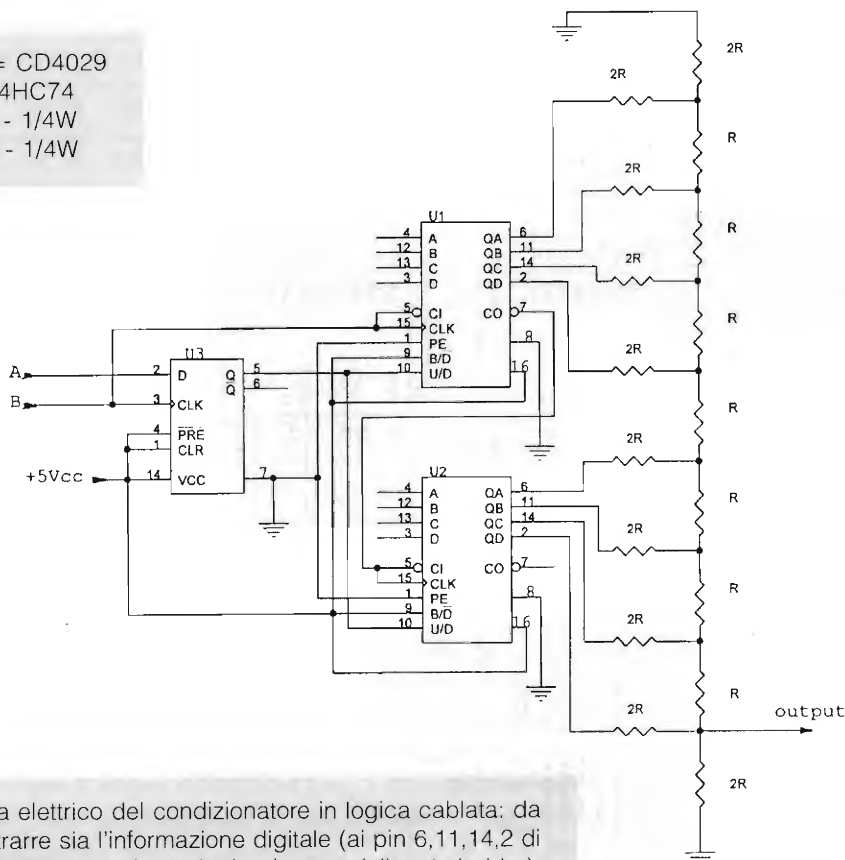 = CD4029
4HC74
- 1/4W
- 1/4W
2R
2R
R
2R
R
2R
R
2R
R
2R
R
2R
R
2R
R
2R
R
2R
output
2R
U1
4 A QA 6
12 B QB 11
13 C QC 14
3 D QD 2
5 CI CO 7
15 CLK
1 PE 8
9 B/D
10 U/D 16
U3
A 2 D Q 5
Q 6
B 3 CLK
4 PRE
1 CLR
+5Vcc 14 VCC 7
U2
4 A QA 6
12 B QB 11
13 C QC 14
3 D QD 2
5 CI CO 7
15 CLK
1 PE 8
9 B/D
10 U/D 16
a elettrico del condizionatore in logica cablata: da
trarre sia l'informazione digitale (ai pin 6,11,14,2 di